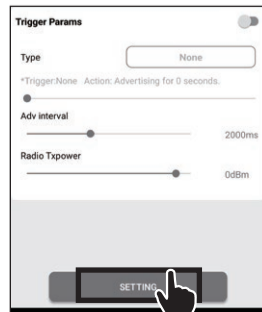 Trigger Params
Type
None
*Trigger:None Action: Advertising for 0 seconds.
Adv interval
2000ms
Radio Txpower
0dBm
SETTING